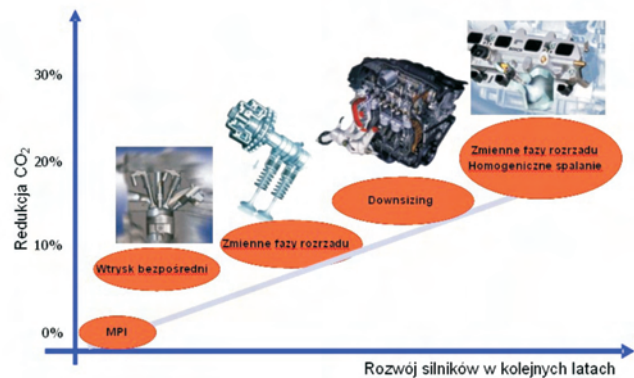 Redukcja CO₂
30%
20%
10%
0%
Zmienne fazy rozrządu
Homogeniczne spalanie
Downsizing
Zmienne fazy rozrządu
Wtrysk bezpośredni
MPI
Rozwój silników w kolejnych latach